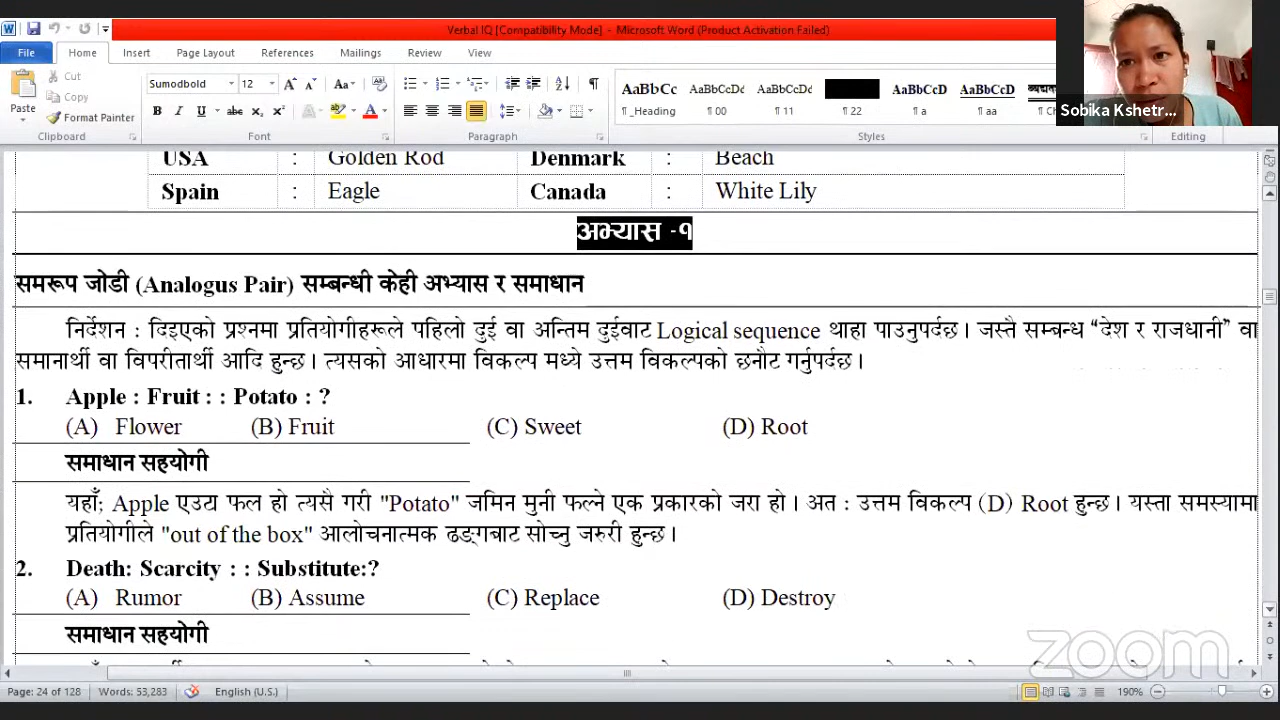 Verbal IQ [Compatibility Mode] - Microsoft Word (Product Activation Failed)
File Home Insert Page Layout References Mailings Review View
Sobika Kshetr...
Cut
Copy
Format Painter
Paste
Sumodbold 12
AaBbCc AaBbCcDc AaBbCcDc AaBbCcD AaBbCcD
¶ _Heading ¶ 00 ¶ 11 ¶ 22 ¶ a ¶ aa
Clipboard Font Paragraph Styles Editing
USA : Golden Rod Denmark : Beach
Spain : Eagle Canada : White Lily
अभ्यास -१
समरूप जोडी (Analogus Pair) सम्बन्धी केही अभ्यास र समाधान
निर्देशन : दिइएको प्रश्नमा प्रतियोगीहरूले पहिलो दुई वा अन्तिम दुईवाट Logical sequence थाहा पाउनुपर्दछ। जस्तै सम्बन्ध “देश र राजधानी” वा
समानार्थी वा विपरीतार्थी आदि हुन्छ। त्यसको आधारमा विकल्प मध्ये उत्तम विकल्पको छनौट गर्नुपर्दछ।
1. Apple : Fruit : : Potato : ?
(A) Flower (B) Fruit (C) Sweet (D) Root
समाधान सहयोगी
यहाँ; Apple एउटा फल हो त्यसै गरी "Potato" जमिन मुनी फल्ने एक प्रकारको जरा हो। अत : उत्तम विकल्प (D) Root हुन्छ। यस्ता समस्यामा
प्रतियोगीले "out of the box" आलोचनात्मक ढङ्गबाट सोच्नु जरुरी हुन्छ।
2. Death: Scarcity : : Substitute:?
(A) Rumor (B) Assume (C) Replace (D) Destroy
समाधान सहयोगी
zoom
Page: 24 of 128 Words: 53,283 English (U.S.) 190%